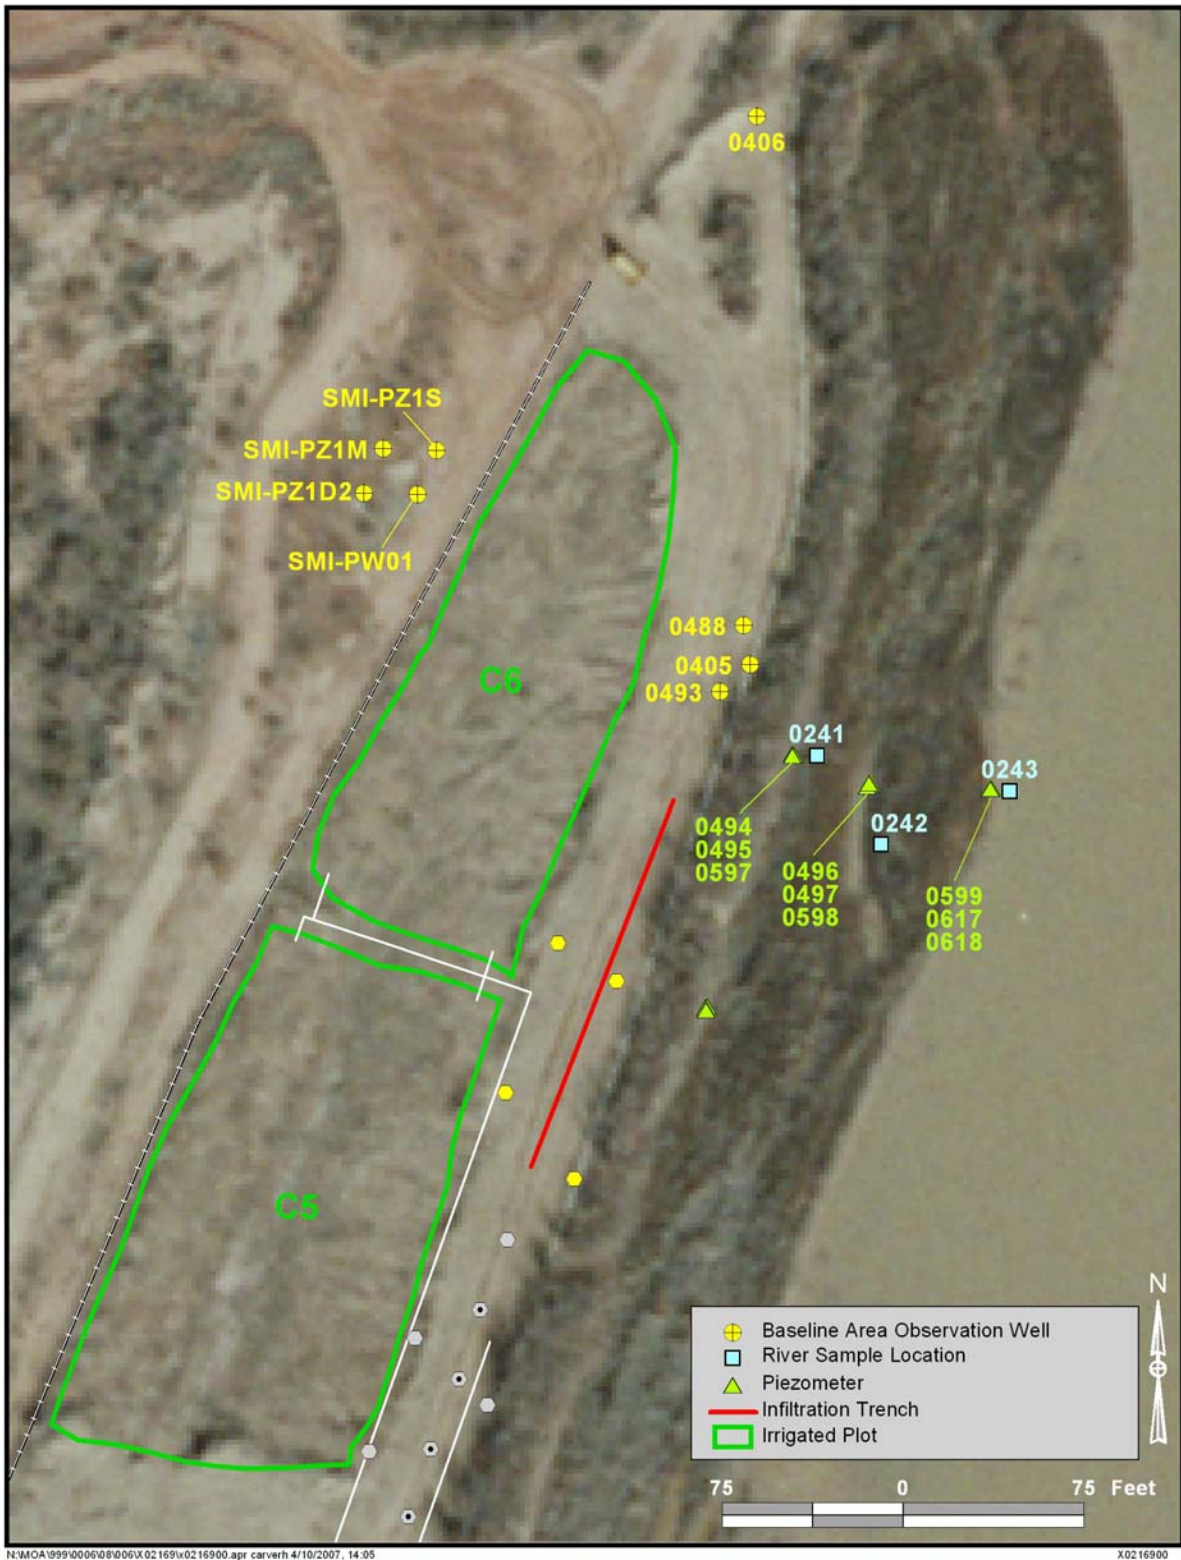 0406
SMI-PZ1S
SMI-PZ1M
SMI-PZ1D2
SMI-PW01
0488
0405
0493
C6
0241
0243
0242
0494
0495
0597
0496
0497
0598
0599
0617
0618
C5
N
Baseline Area Observation Well
River Sample Location
Piezometer
Infiltration Trench
Irrigated Plot
75 0 75 Feet
N:\MOA\999\0006\08\006\X02169\x0216900.apr carverh 4/10/2007, 14:05
X0216900